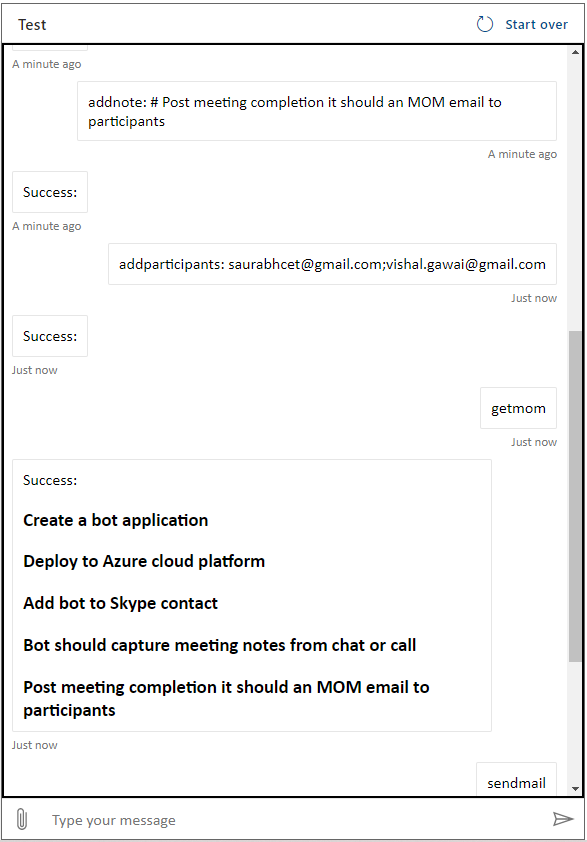 Test
Start over
A minute ago
addnote: # Post meeting completion it should an MOM email to
participants
A minute ago
Success:
A minute ago
addparticipants: saurabhcet@gmail.com;vishal.gawai@gmail.com
Just now
Success:
Just now
getmom
Just now
Success:
Create a bot application
Deploy to Azure cloud platform
Add bot to Skype contact
Bot should capture meeting notes from chat or call
Post meeting completion it should an MOM email to
participants
Just now
sendmail
Type your message